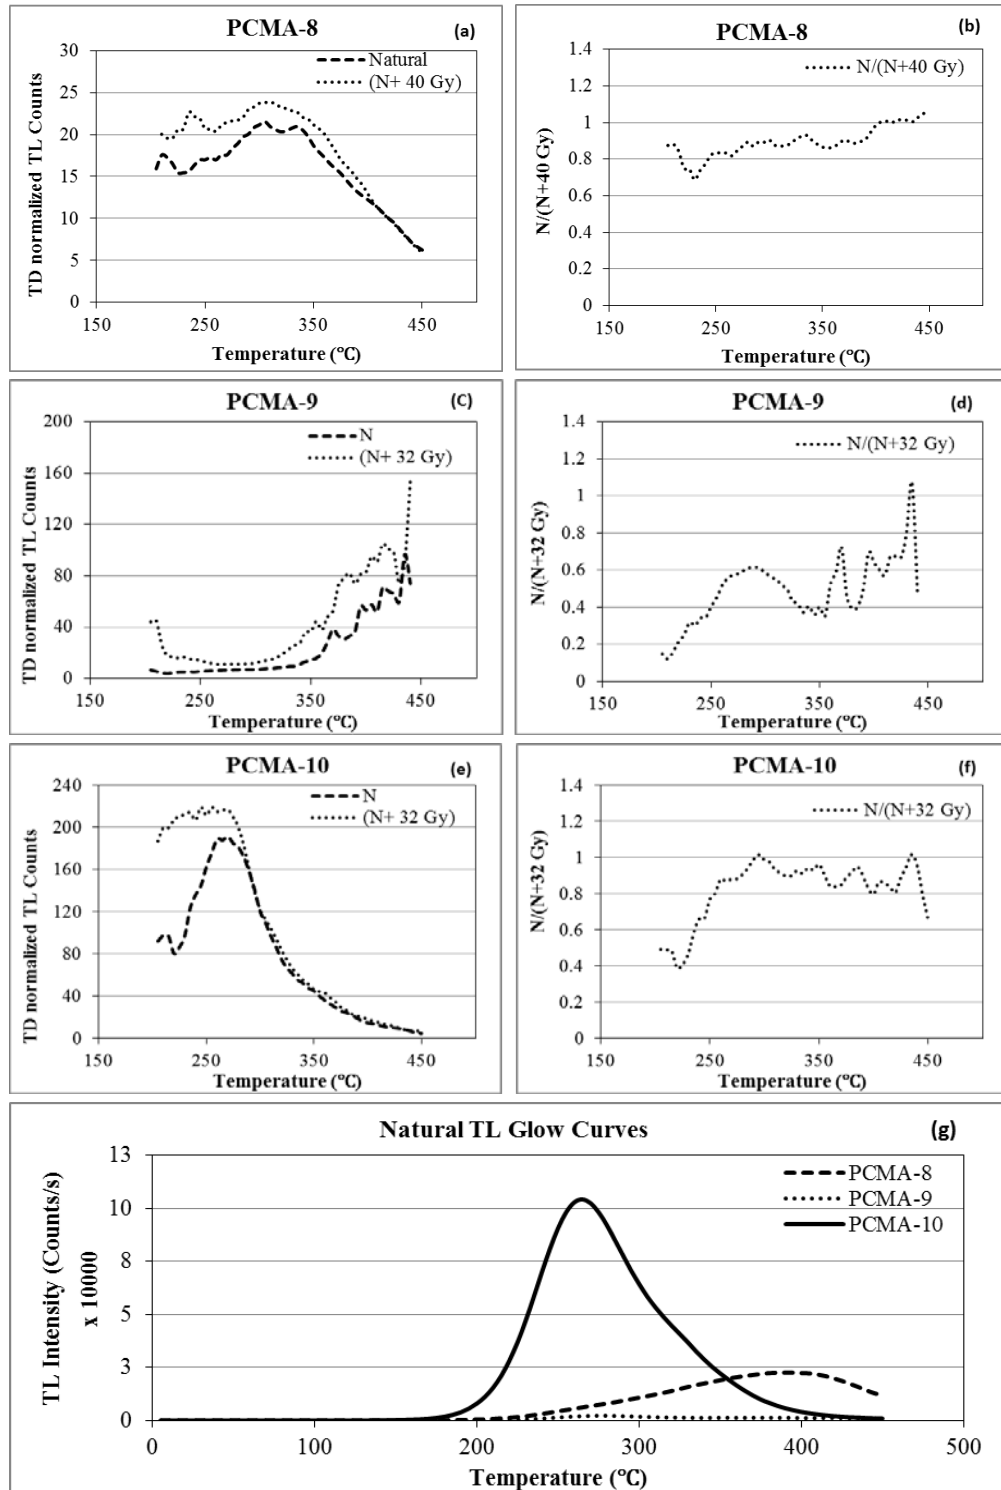 PCMA-8 (a)
Natural
(N+ 40 Gy)
TD normalized TL Counts
30
25
20
15
10
5
0
150 250 350 450
Temperature (°C)
PCMA-8 (b)
N/(N+40 Gy)
N/(N+40 Gy)
1.4
1.2
1
0.8
0.6
0.4
0.2
0
150 250 350 450
Temperature (°C)
PCMA-9 (C)
N
(N+ 32 Gy)
TD normalized TL Counts
200
160
120
80
40
0
150 250 350 450
Temperature (°C)
PCMA-9 (d)
N/(N+32 Gy)
N/(N+32 Gy)
1.4
1.2
1
0.8
0.6
0.4
0.2
0
150 250 350 450
Temperature (°C)
PCMA-10 (e)
N
(N+ 32 Gy)
TD normalized TL Counts
240
200
160
120
80
40
0
150 250 350 450
Temperature (°C)
PCMA-10 (f)
N/(N+32 Gy)
N/(N+32 Gy)
1.4
1.2
1
0.8
0.6
0.4
0.2
0
150 250 350 450
Temperature (°C)
Natural TL Glow Curves (g)
PCMA-8
PCMA-9
PCMA-10
TL Intensity (Counts/s)
x 10000
13
10
8
5
3
0
0 100 200 300 400 500
Temperature (°C)